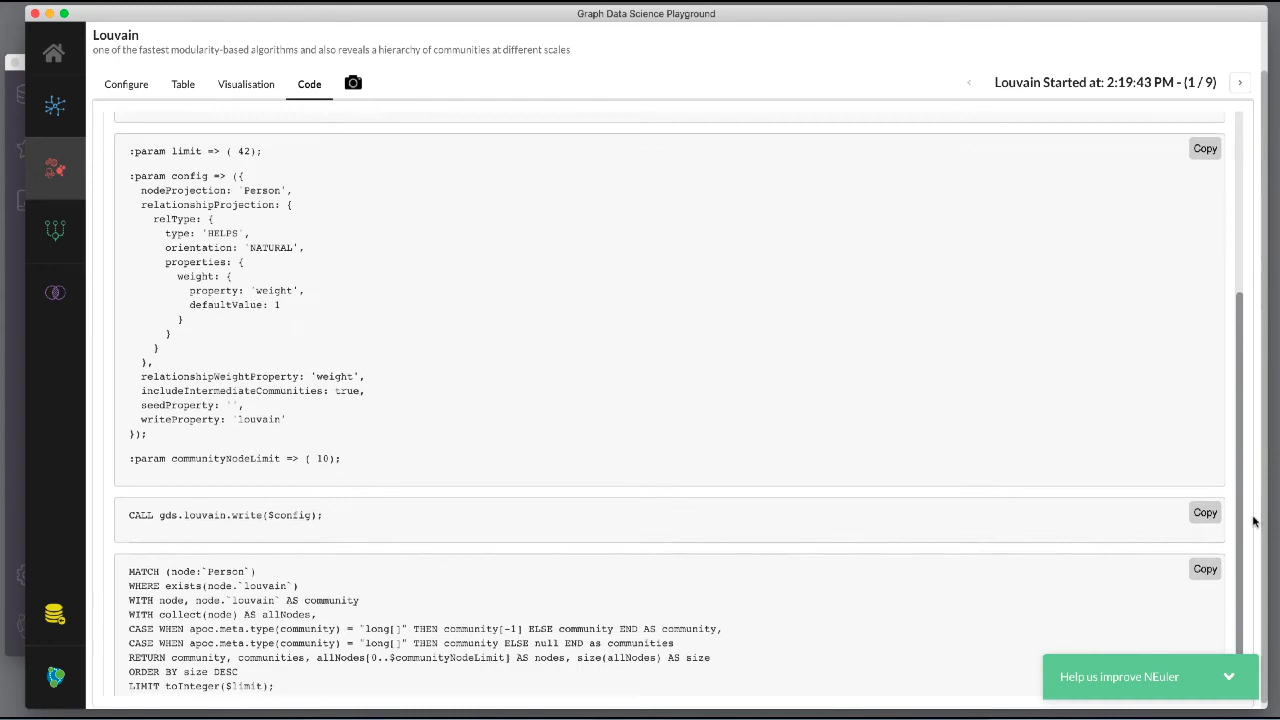 Graph Data Science Playground
Louvain
one of the fastest modularity-based algorithms and also reveals a hierarchy of communities at different scales
Configure Table Visualisation Code
Louvain Started at: 2:19:43 PM - (1 / 9)
Copy
:param limit => ( 42);
:param config => ({
nodeProjection: 'Person',
relationshipProjection: {
relType: {
type: 'HELPS',
orientation: 'NATURAL',
properties: {
weight: {
property: 'weight',
defaultValue: 1
}
}
}
},
relationshipWeightProperty: 'weight',
includeIntermediateCommunities: true,
seedProperty: '',
writeProperty: 'louvain'
});
:param communityNodeLimit => ( 10);
CALL gds.louvain.write($config);
Copy
MATCH (node:`Person`)
Copy
WHERE exists(node.`louvain`)
WITH node, node.`louvain` AS community
WITH collect(node) AS allNodes,
CASE WHEN apoc.meta.type(community) = "long[]" THEN community[-1] ELSE community END AS community,
CASE WHEN apoc.meta.type(community) = "long[]" THEN community ELSE null END as communities
RETURN community, communities, allNodes[0..$communityNodeLimit] AS nodes, size(allNodes) AS size
ORDER BY size DESC
LIMIT toInteger($limit);
Help us improve NEuler